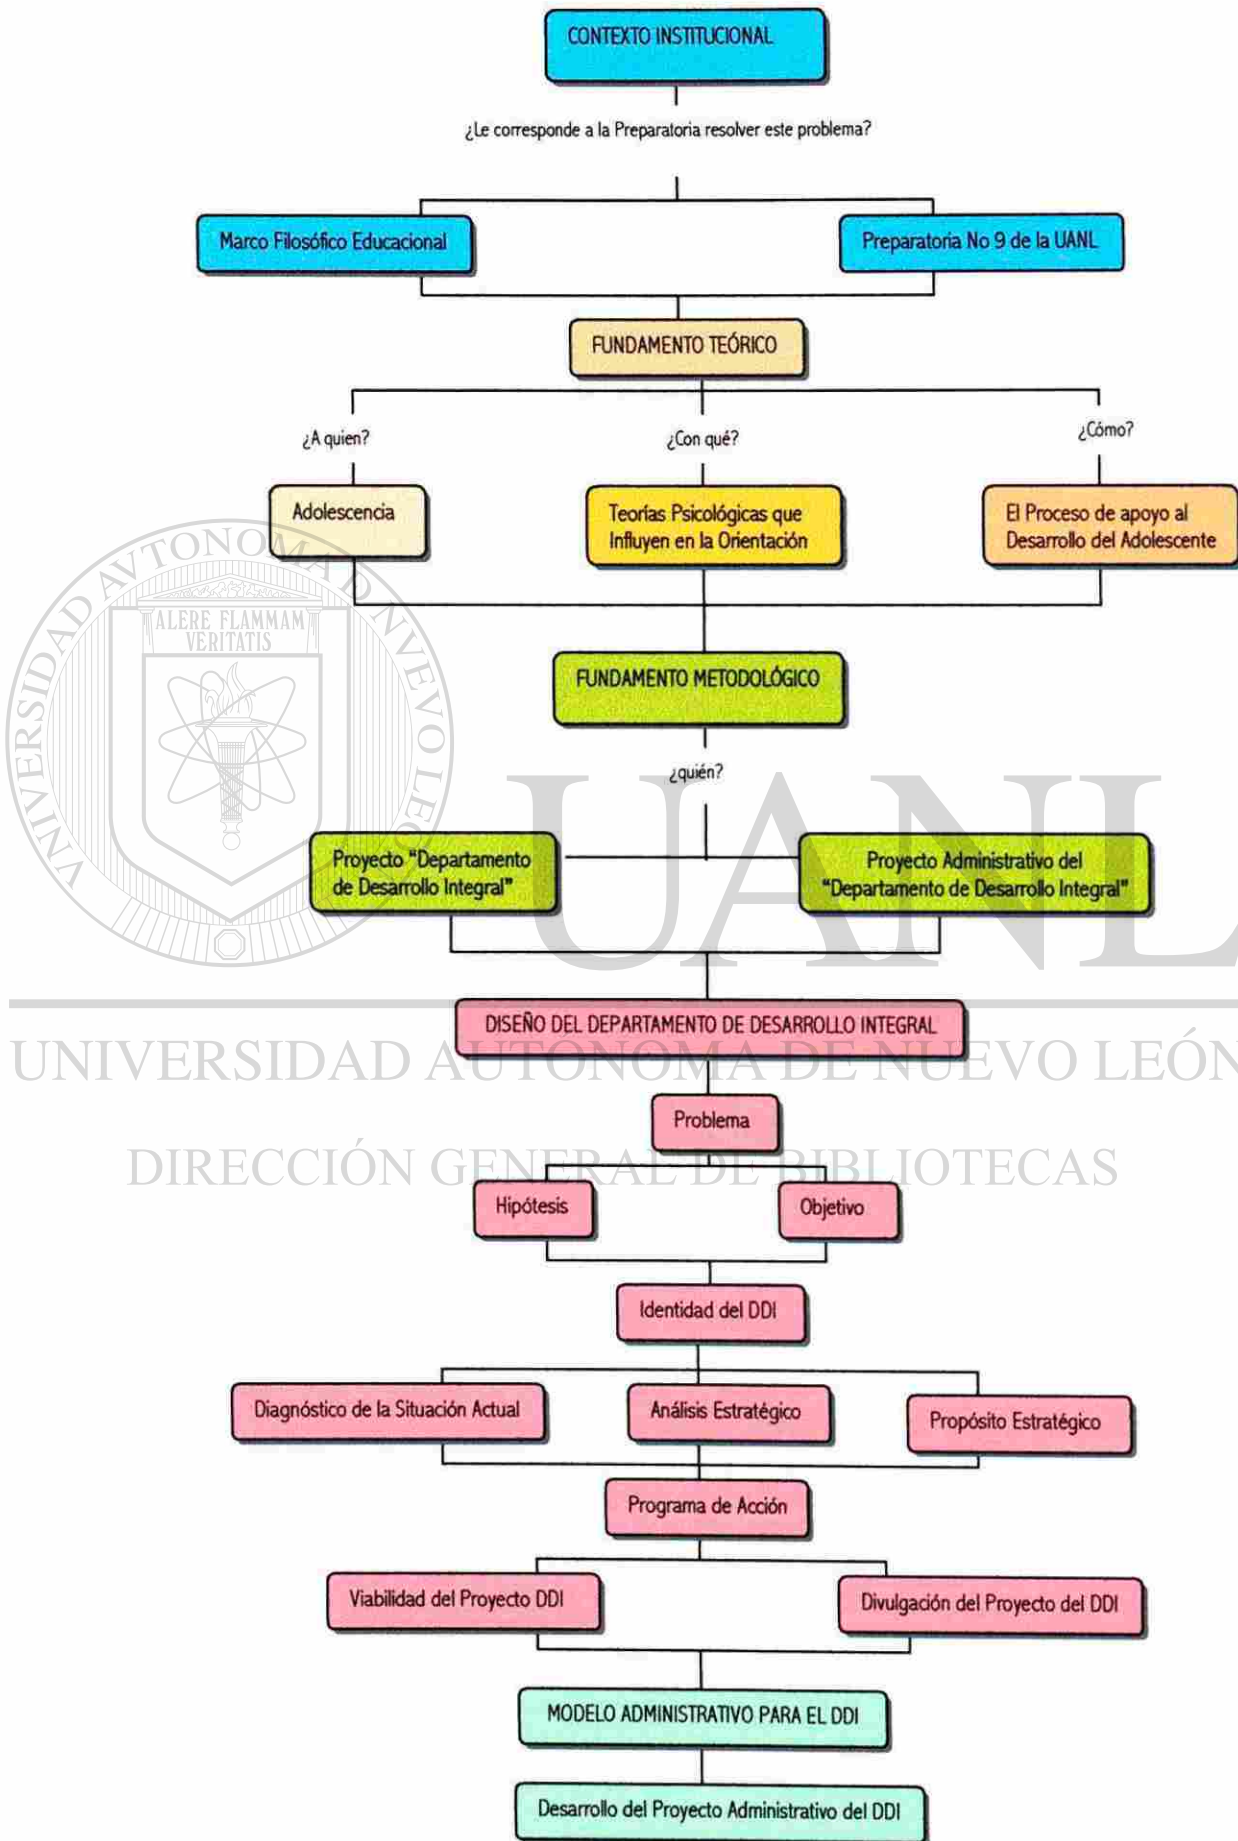 CONTEXTO INSTITUCIONAL
¿Le corresponde a la Preparatoria resolver este problema?
Marco Filosófico Educacional
Preparatoria No 9 de la UANL
FUNDAMENTO TEÓRICO
¿A quien?
¿Con qué?
¿Cómo?
Adolescencia
Teorías Psicológicas que
Influyen en la Orientación
El Proceso de apoyo al
Desarrollo del Adolescente
UNIVERSIDAD AVTONOMA D NVEVO LEON
ALERE FLAMMAM
VERITATIS
FUNDAMENTO METODOLÓGICO
¿quién?
UANL
Proyecto "Departamento
de Desarrollo Integral"
Proyecto Administrativo del
"Departamento de Desarrollo Integral"
DISEÑO DEL DEPARTAMENTO DE DESARROLLO INTEGRAL
UNIVERSIDAD AUTÓNOMA DE NUEVO LEÓN
Problema
DIRECCIÓN GENERAL DE BIBLIOTECAS
Hipótesis
Objetivo
Identidad del DDI
Diagnóstico de la Situación Actual
Análisis Estratégico
Propósito Estratégico
Programa de Acción
Viabilidad del Proyecto DDI
Divulgación del Proyecto del DDI
MODELO ADMINISTRATIVO PARA EL DDI
Desarrollo del Proyecto Administrativo del DDI